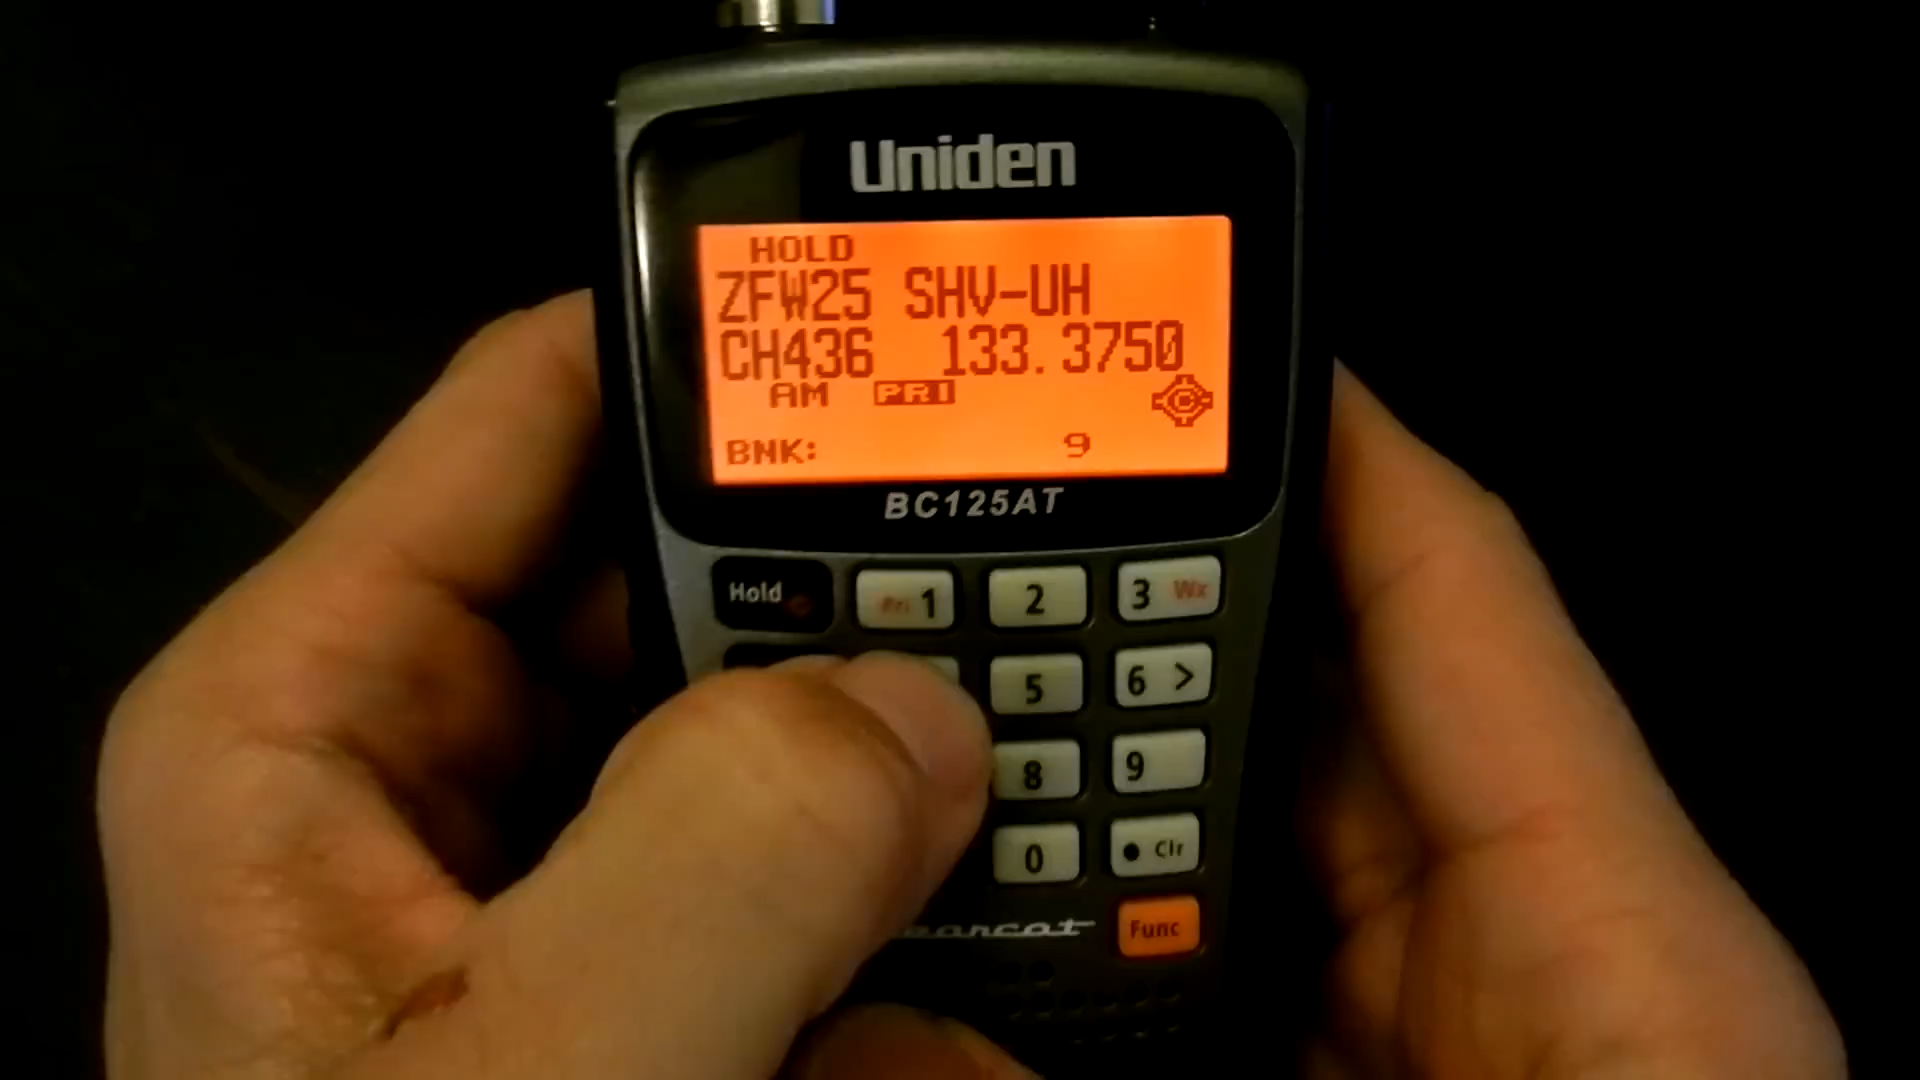 Uniden
HOLD
ZFW25 SHV-UH
CH436 133.3750
AM PRI C
BNK: 9
BC125AT
Hold Pri 1 2 3 Wx
5 6 >
8 9
0 • Clr
Func